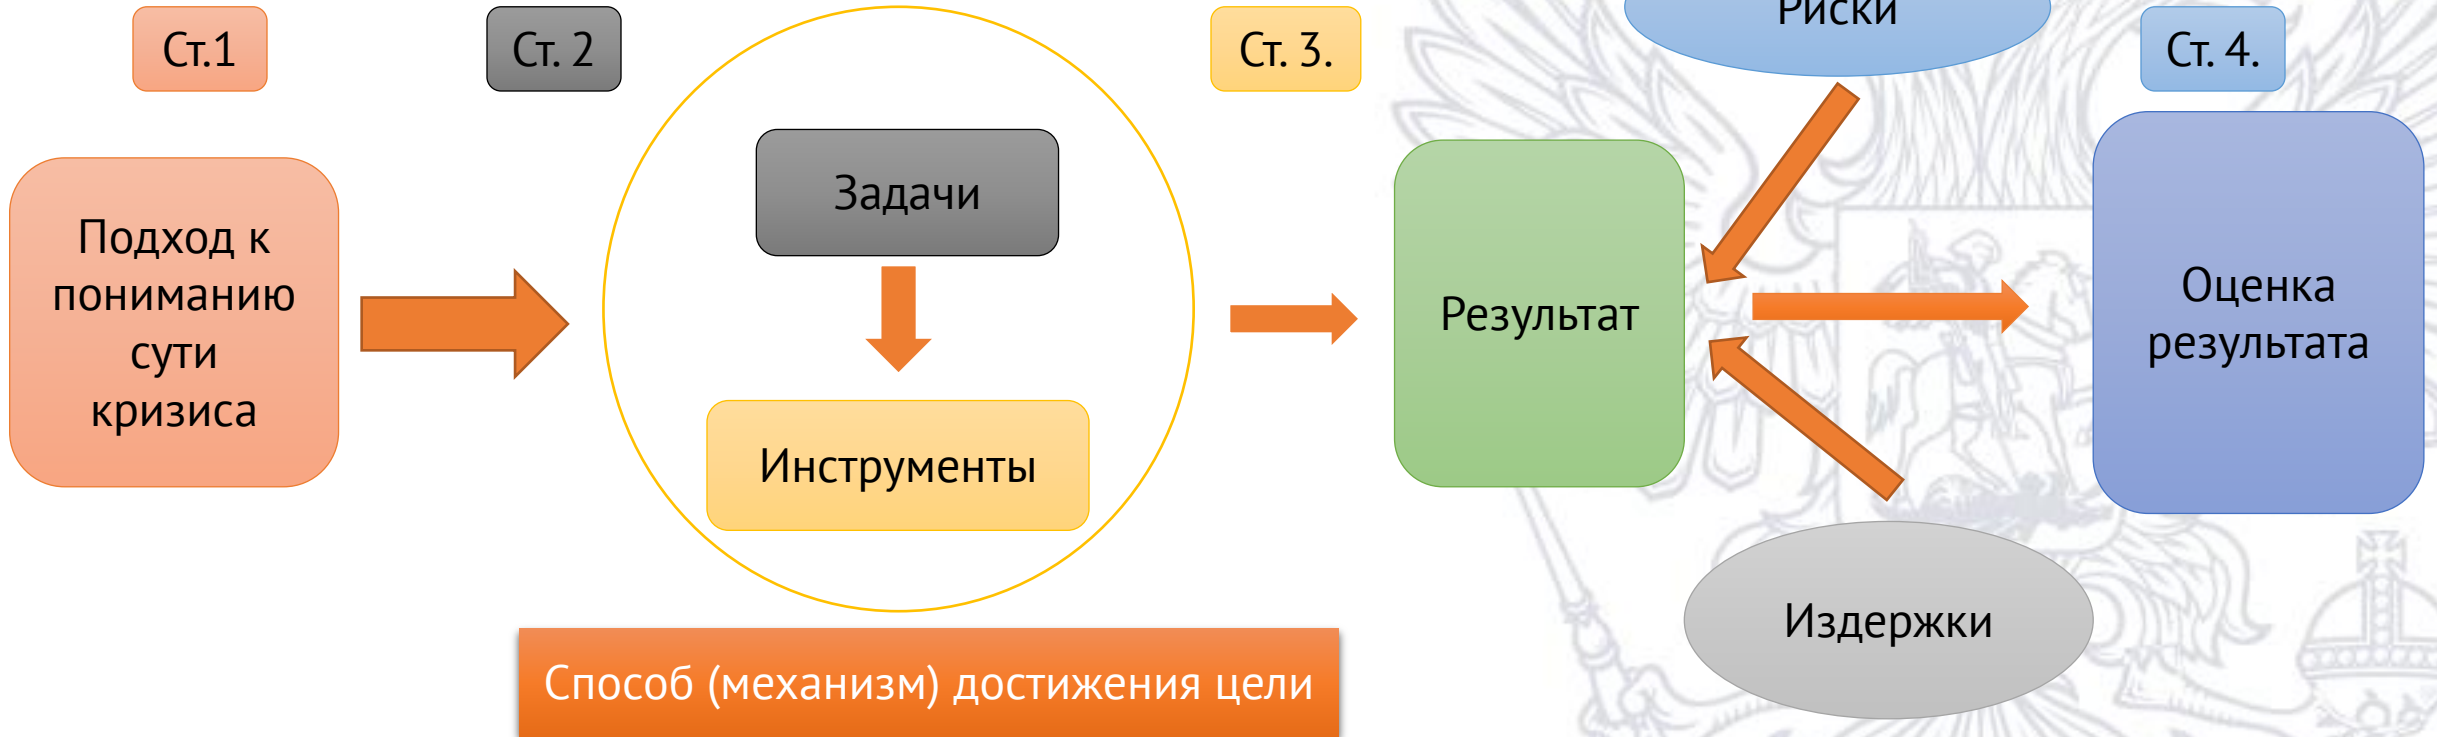 Ст.1
Ст. 2
Ст. 3.
Риски
Ст. 4.
Подход к
пониманию
сути
кризиса
Задачи
Инструменты
Результат
Оценка
результата
Издержки
Способ (механизм) достижения цели